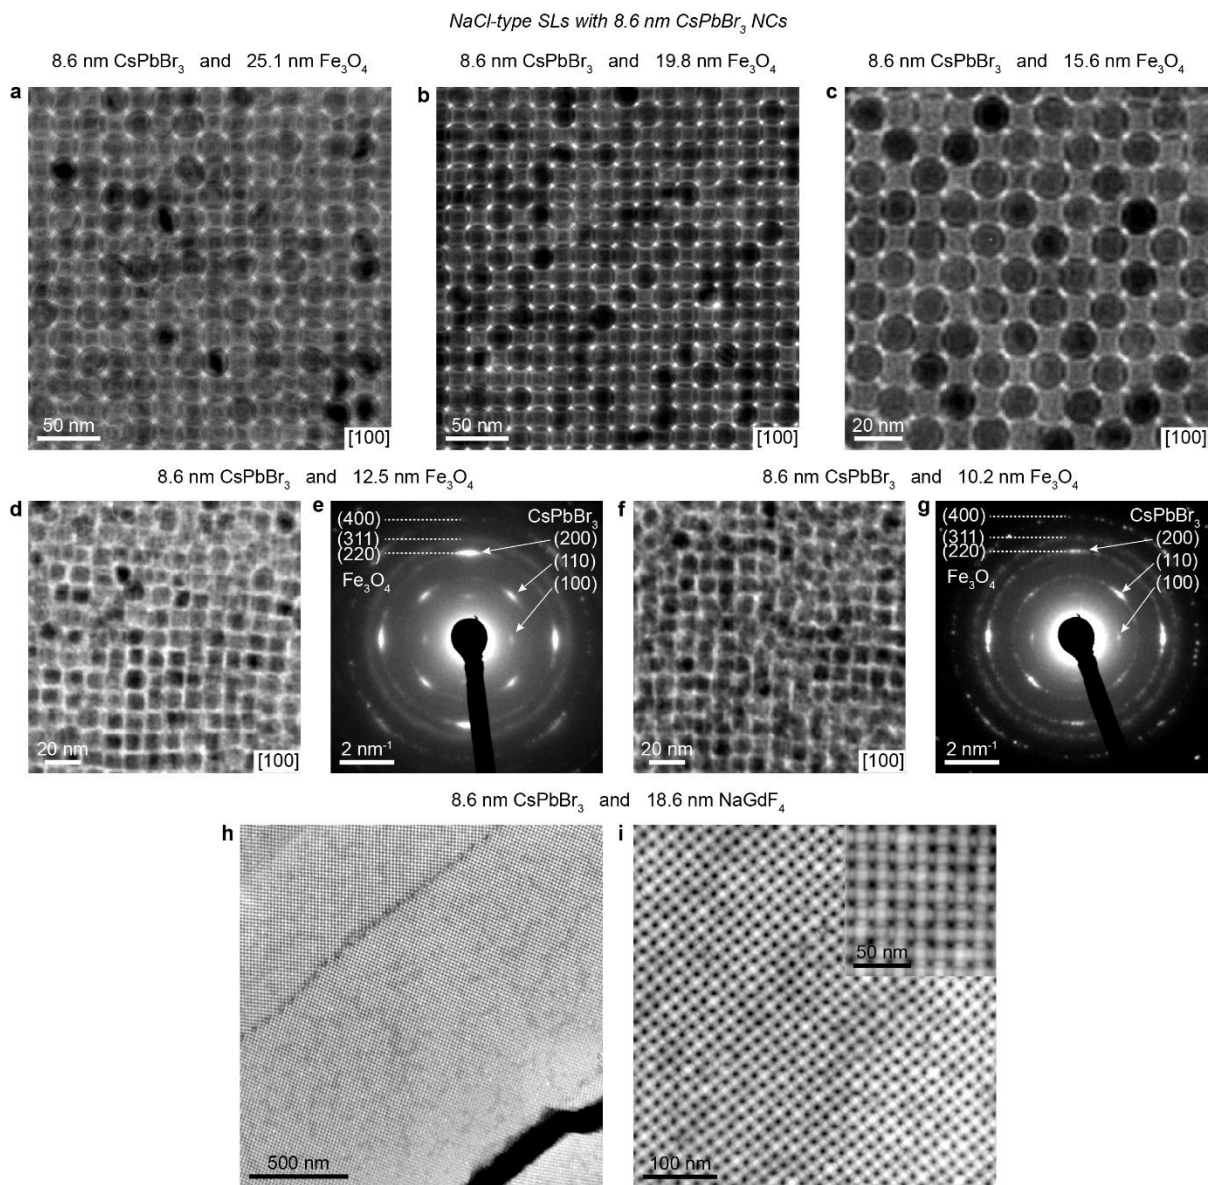 NaCl-type SLs with 8.6 nm CsPbBr₃ NCs
8.6 nm CsPbBr₃ and 25.1 nm Fe₃O₄
8.6 nm CsPbBr₃ and 19.8 nm Fe₃O₄
8.6 nm CsPbBr₃ and 15.6 nm Fe₃O₄
a
50 nm
[100]
b
50 nm
[100]
c
20 nm
[100]
8.6 nm CsPbBr₃ and 12.5 nm Fe₃O₄
8.6 nm CsPbBr₃ and 10.2 nm Fe₃O₄
d
20 nm
[100]
e
(400)
(311)
(220)
Fe₃O₄
CsPbBr₃
(200)
(110)
(100)
2 nm⁻¹
f
20 nm
[100]
g
(400)
(311)
(220)
Fe₃O₄
CsPbBr₃
(200)
(110)
(100)
2 nm⁻¹
8.6 nm CsPbBr₃ and 18.6 nm NaGdF₄
h
500 nm
i
50 nm
100 nm